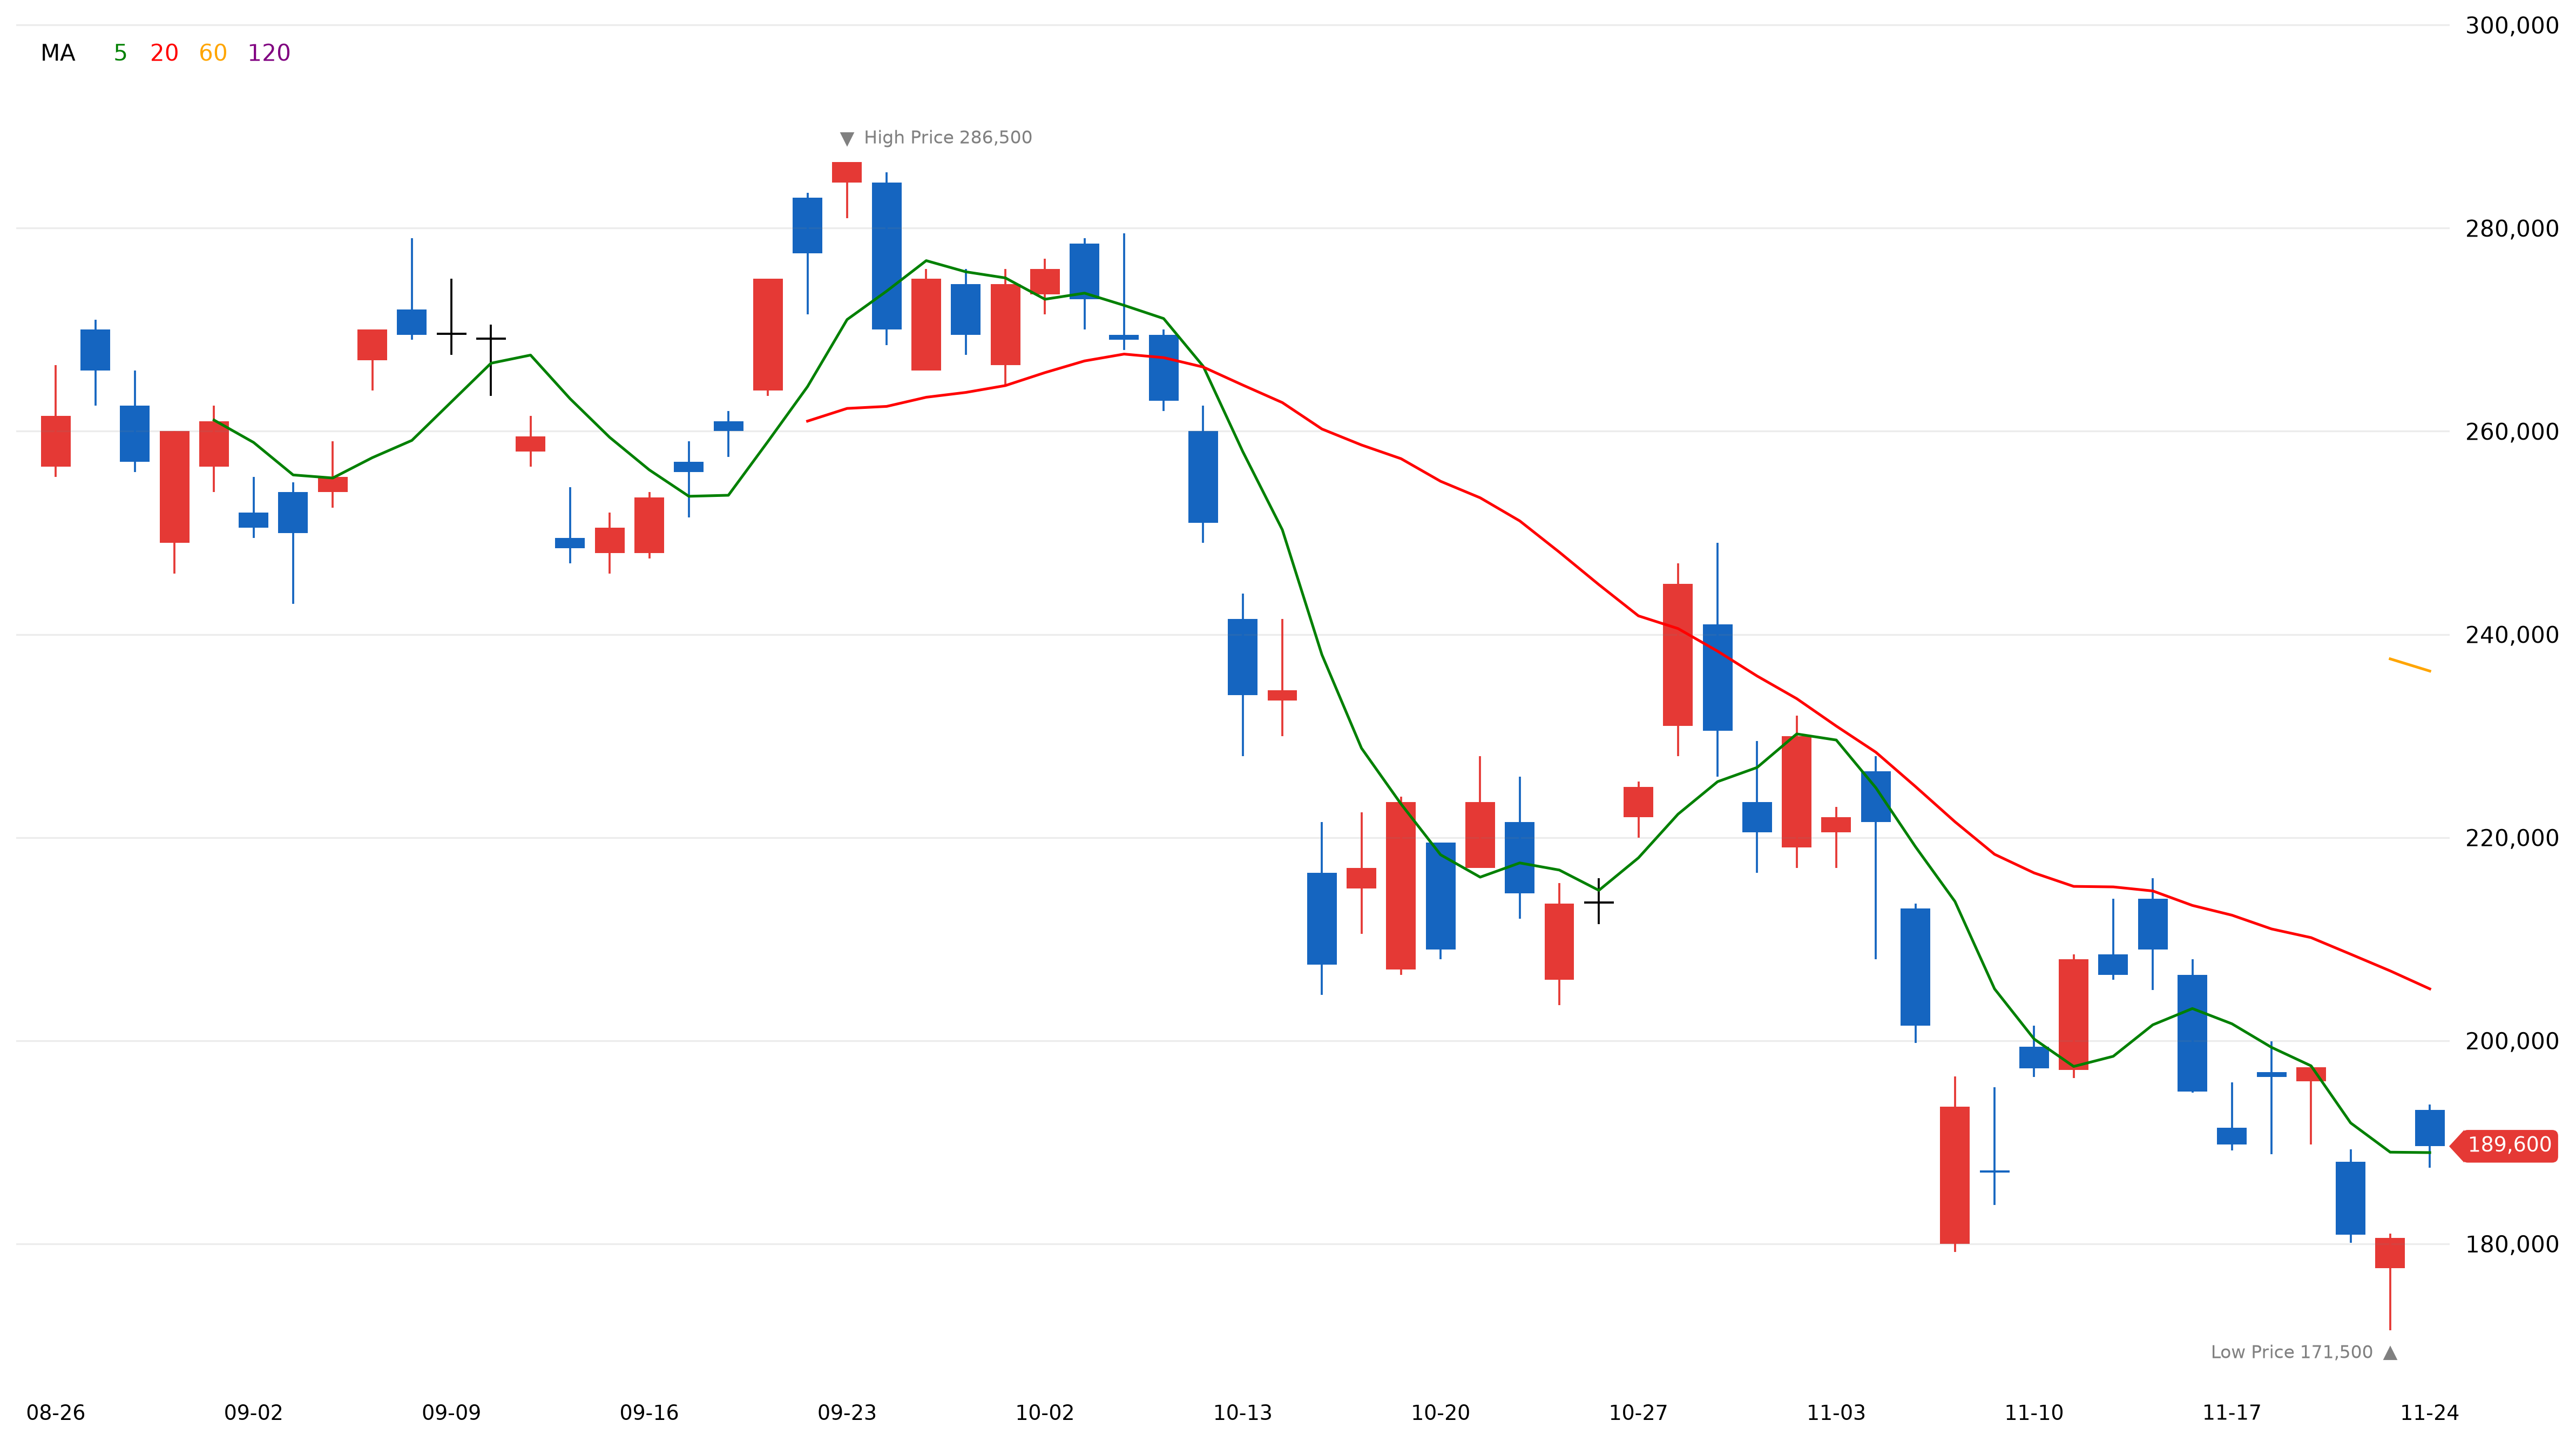 300,000
MA 5 20 60 120
▼ High Price 286,500
280,000
260,000
240,000
220,000
200,000
189,600
180,000
Low Price 171,500 ▲
08-26 09-02 09-09 09-16 09-23 10-02 10-13 10-20 10-27 11-03 11-10 11-17 11-24